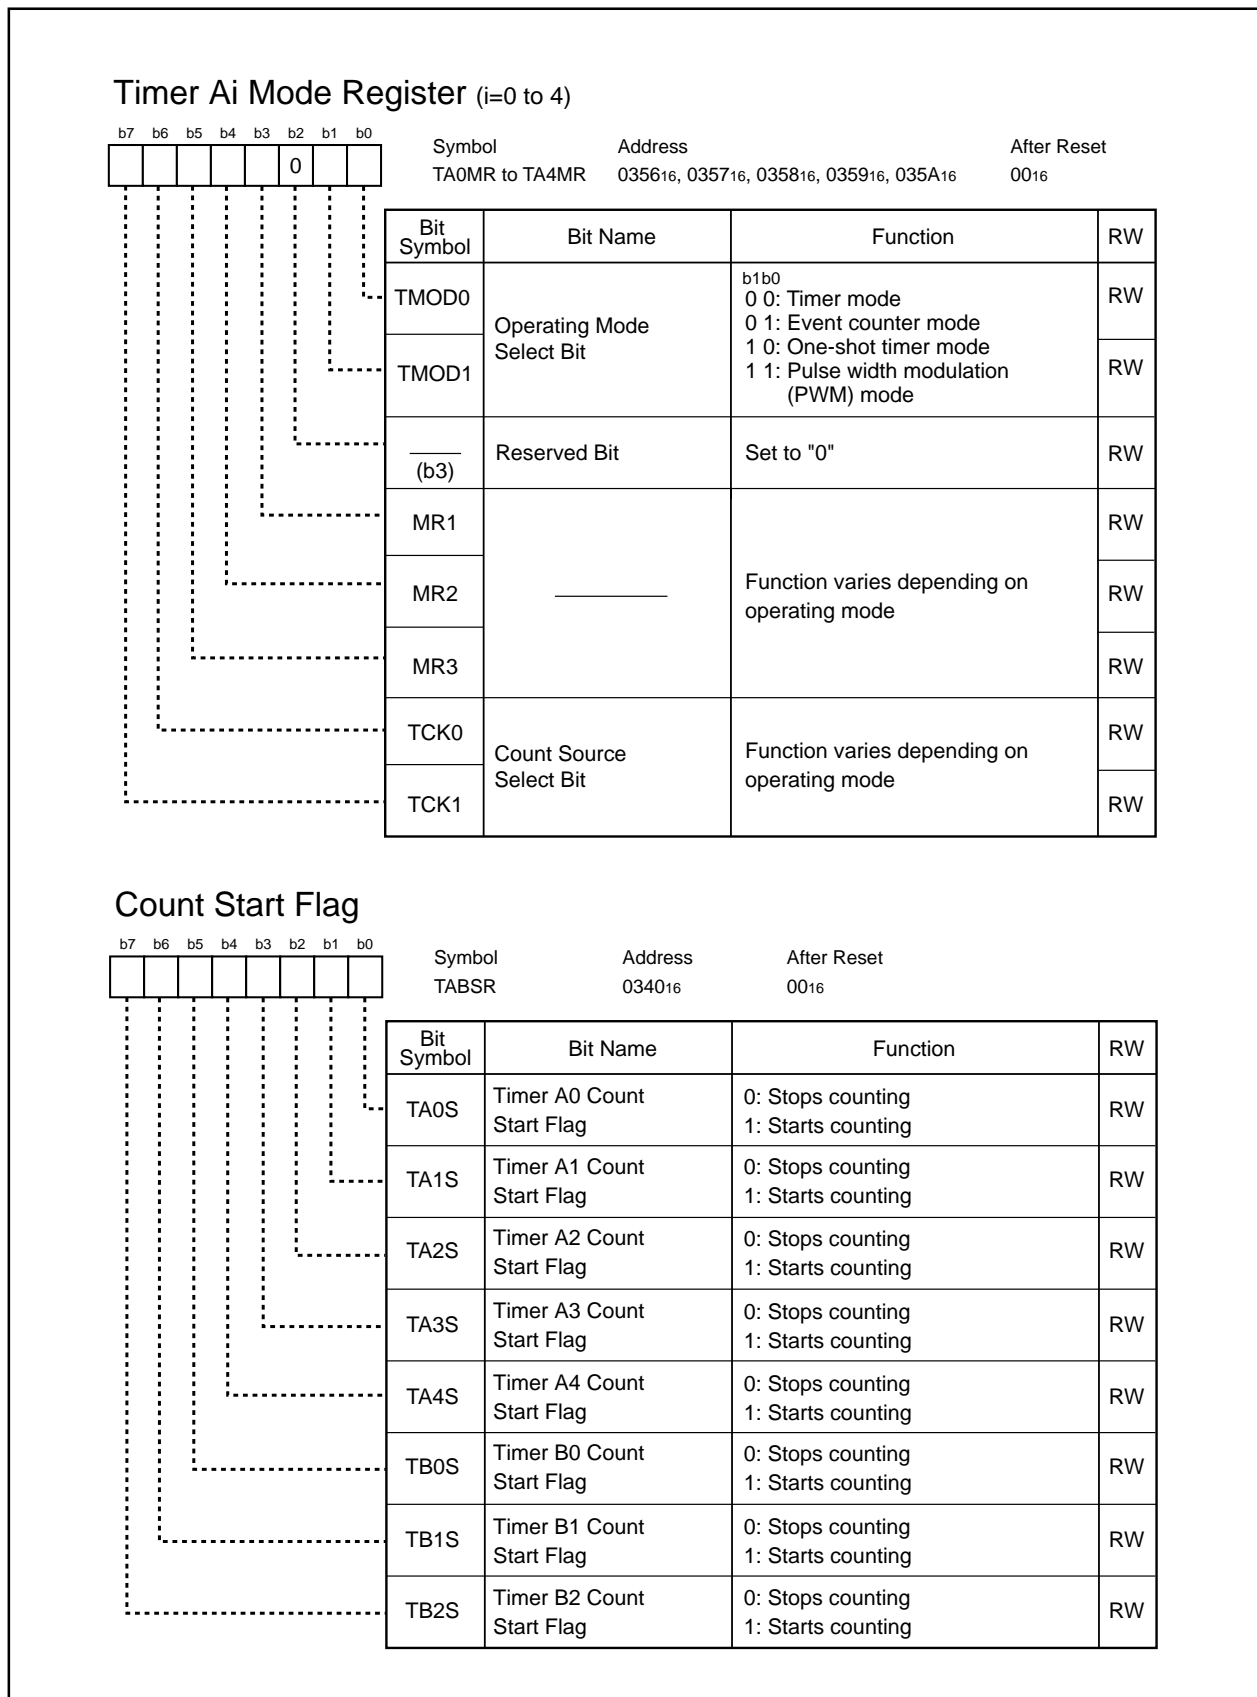 Timer Ai Mode Register (i=0 to 4)
b7 b6 b5 b4 b3 b2 b1 b0
0
Symbol Address After Reset
TA0MR to TA4MR 035616, 035716, 035816, 035916, 035A16 0016
Bit Symbol Bit Name Function RW
TMOD0
TMOD1
Operating Mode
Select Bit
b1b0
0 0: Timer mode
0 1: Event counter mode
1 0: One-shot timer mode
1 1: Pulse width modulation
(PWM) mode
RW
RW
(b3) Reserved Bit Set to "0" RW
MR1 RW
MR2 RW
MR3 RW
Function varies depending on
operating mode
TCK0 RW
TCK1 RW
Count Source
Select Bit
Function varies depending on
operating mode
Count Start Flag
b7 b6 b5 b4 b3 b2 b1 b0
Symbol Address After Reset
TABSR 034016 0016
Bit Symbol Bit Name Function RW
TA0S Timer A0 Count 0: Stops counting RW
Start Flag 1: Starts counting
TA1S Timer A1 Count 0: Stops counting RW
Start Flag 1: Starts counting
TA2S Timer A2 Count 0: Stops counting RW
Start Flag 1: Starts counting
TA3S Timer A3 Count 0: Stops counting RW
Start Flag 1: Starts counting
TA4S Timer A4 Count 0: Stops counting RW
Start Flag 1: Starts counting
TB0S Timer B0 Count 0: Stops counting RW
Start Flag 1: Starts counting
TB1S Timer B1 Count 0: Stops counting RW
Start Flag 1: Starts counting
TB2S Timer B2 Count 0: Stops counting RW
Start Flag 1: Starts counting